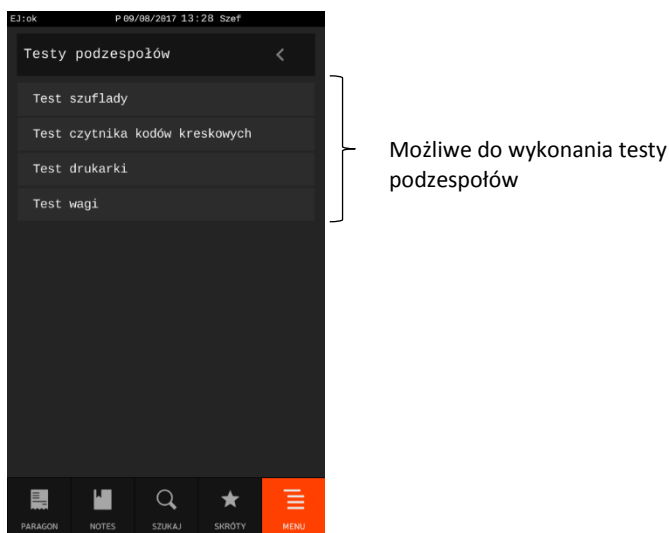 EJ:ok P 09/08/2017 13:28 Szef
Testy podzespołów
Test szuflady
Test czytnika kodów kreskowych
Test drukarki
Test wagi
Możliwe do wykonania testy
podzespołów
PARAGON NOTES SZUKAJ SKRÓTY MENU